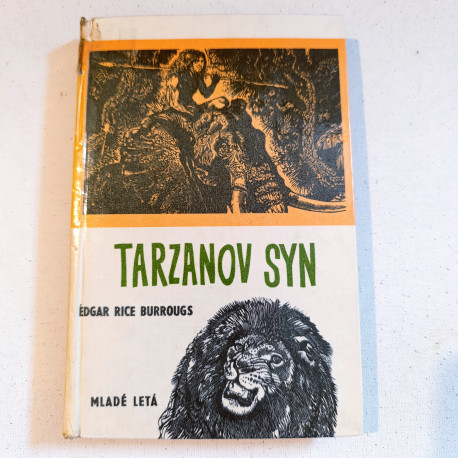 TARZANOV SYN
EDGAR RICE BURROUGS
MLADÉ LETÁ